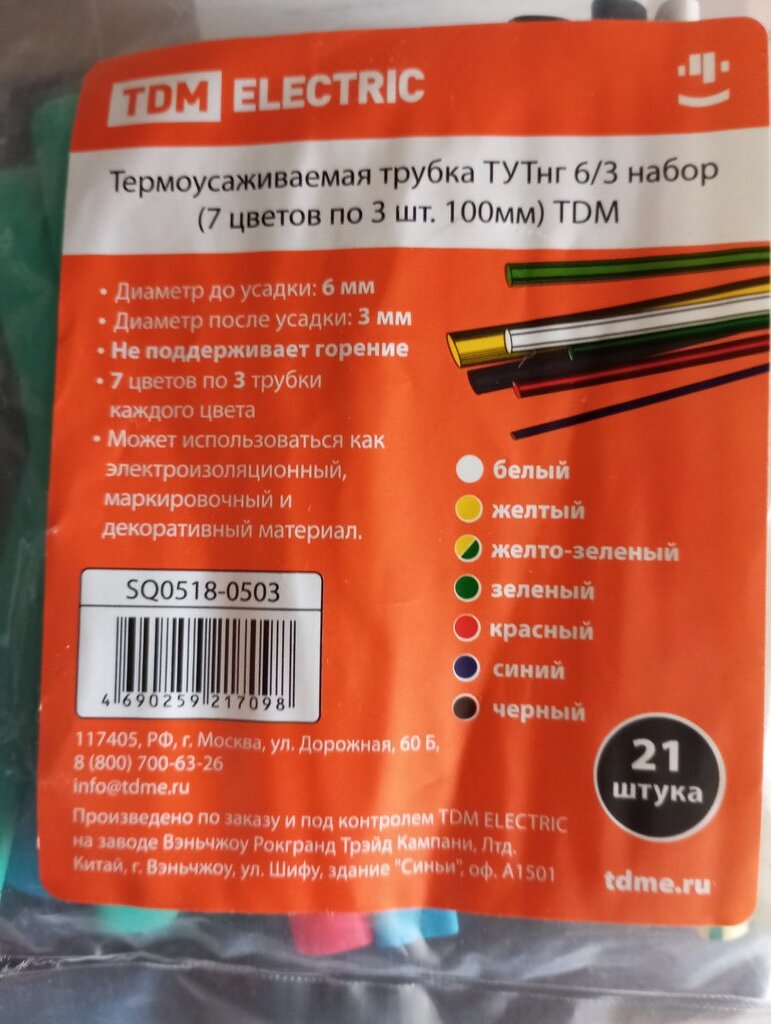 TDM ELECTRIC
Термоусаживаемая трубка ТУТнг 6/3 набор
(7 цветов по 3 шт. 100мм) TDM
• Диаметр до усадки: 6 мм
• Диаметр после усадки: 3 мм
• Не поддерживает горение
• 7 цветов по 3 трубки
каждого цвета
• Может использоваться как
электроизоляционный,
маркировочный и
декоративный материал.
белый
желтый
желто-зеленый
зеленый
красный
синий
черный
SQ0518-0503
4 690259 217098
21
штука
117405, РФ, г. Москва, ул. Дорожная, 60 Б,
8 (800) 700-63-26
info@tdme.ru
Произведено по заказу и под контролем TDM ELECTRIC
на заводе Вэньчжоу Рокгранд Трэйд Кампани, Лтд.
Китай, г. Вэньчжоу, ул. Шифу, здание "Синьи", оф. А1501
tdme.ru